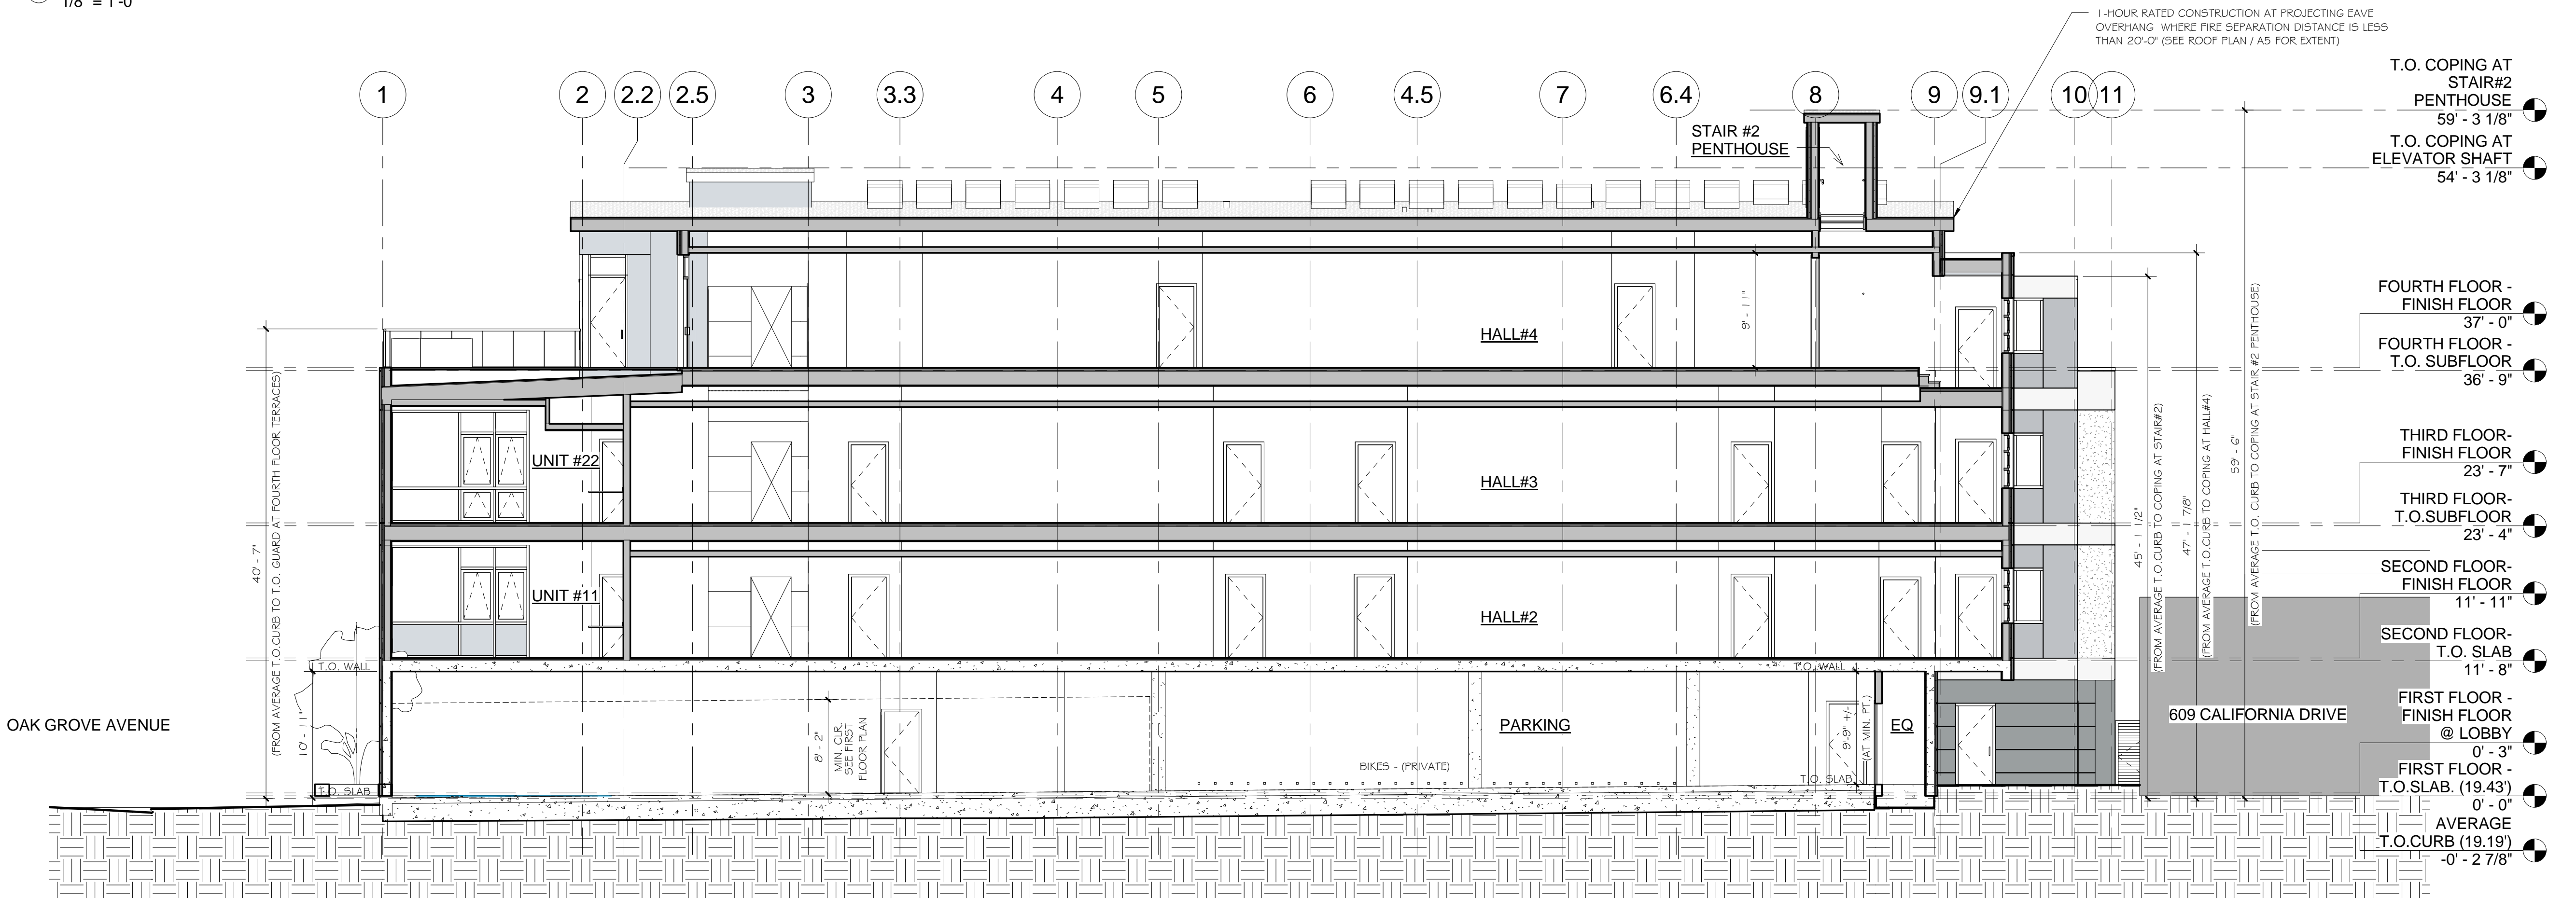 1/8" = 1'-0"
1-HOUR RATED CONSTRUCTION AT PROJECTING EAVE
OVERHANG WHERE FIRE SEPARATION DISTANCE IS LESS
THAN 20'-0" (SEE ROOF PLAN / A5 FOR EXTENT)
1
2
2.2
2.5
3
3.3
4
5
6
4.5
7
6.4
8
9
9.1
10
11
T.O. COPING AT
STAIR#2
PENTHOUSE
59' - 3 1/8"
T.O. COPING AT
ELEVATOR SHAFT
54' - 3 1/8"
STAIR #2
PENTHOUSE
FOURTH FLOOR -
FINISH FLOOR
37' - 0"
FOURTH FLOOR -
T.O. SUBFLOOR
36' - 9"
THIRD FLOOR-
FINISH FLOOR
23' - 7"
THIRD FLOOR-
T.O.SUBFLOOR
23' - 4"
SECOND FLOOR-
FINISH FLOOR
11' - 11"
SECOND FLOOR-
T.O. SLAB
11' - 8"
FIRST FLOOR -
FINISH FLOOR
@ LOBBY
0' - 3"
FIRST FLOOR -
T.O.SLAB. (19.43')
0' - 0"
AVERAGE
T.O.CURB (19.19')
-0' - 2 7/8"
HALL#4
9' - 11"
UNIT #22
HALL#3
UNIT #11
HALL#2
40' - 7"
(FROM AVERAGE T.O.CURB TO T.O. GUARD AT FOURTH FLOOR TERRACES)
T.O. WALL
10' - 11"
T.O. SLAB
OAK GROVE AVENUE
8' - 2"
MIN. CLR.
SEE FIRST
FLOOR PLAN
PARKING
BIKES - (PRIVATE)
T.O. WALL
9'-9" +/-
(AT MIN. PT.)
T.O. SLAB
EQ
609 CALIFORNIA DRIVE
45' - 1 1/2"
(FROM AVERAGE T.O.CURB TO COPING AT STAIR#2)
47' - 1 7/8"
(FROM AVERAGE T.O.CURB TO COPING AT HALL#4)
59' - 6"
(FROM AVERAGE T.O. CURB TO COPING AT STAIR #2 PENTHOUSE)